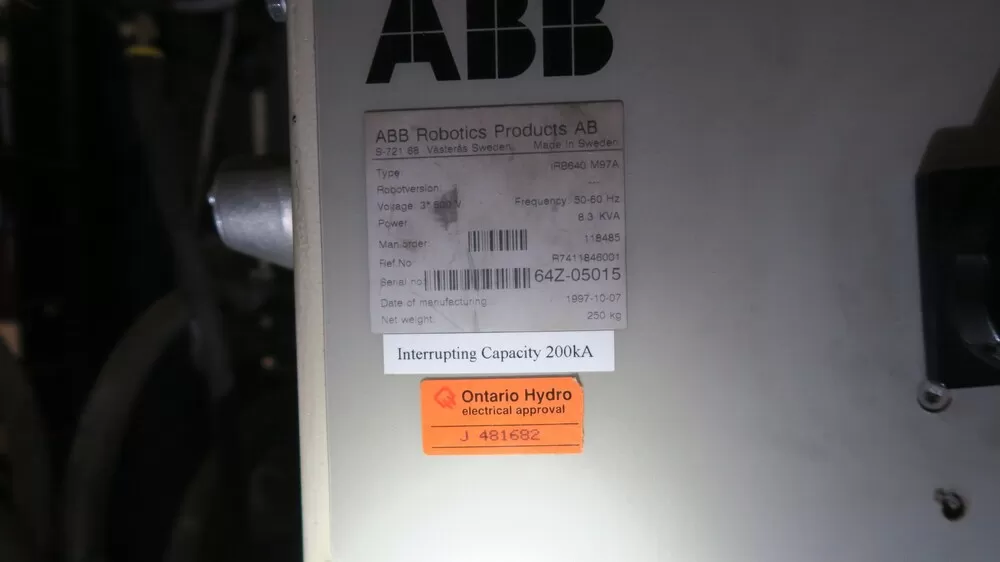 ABB
ABB Robotics Products AB
S-721 68 Västerås Sweden. Made in Sweden
Type: IRB640 M97A
Robotversion: ---
Voltage: 3* 500 V Frequency: 50-60 Hz
Power: 8.3 KVA
Man.order: 118485
Ref.No: R7411846001
Serial no: 64Z-05015
Date of manufacturing: 1997-10-07
Net weight: 250 kg
Interrupting Capacity 200kA
Ontario Hydro
electrical approval
J 481682